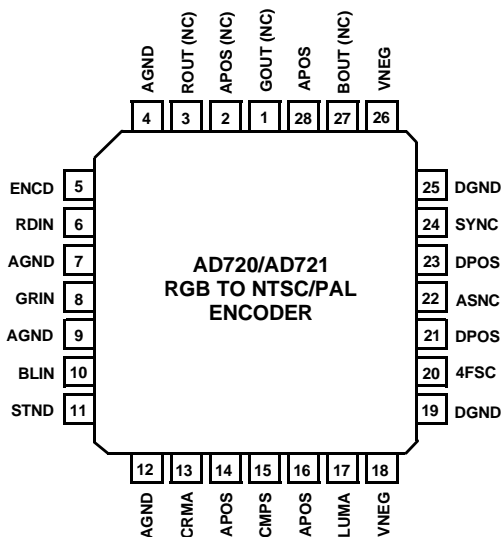 AGND
ROUT (NC)
APOS (NC)
GOUT (NC)
APOS
BOUT (NC)
VNEG
4 3 2 1 28 27 26
ENCD 5
RDIN 6
AGND 7
GRIN 8
AGND 9
BLIN 10
STND 11
AD720/AD721
RGB TO NTSC/PAL
ENCODER
25 DGND
24 SYNC
23 DPOS
22 ASNC
21 DPOS
20 4FSC
19 DGND
12 13 14 15 16 17 18
AGND
CRMA
APOS
CMPS
APOS
LUMA
VNEG